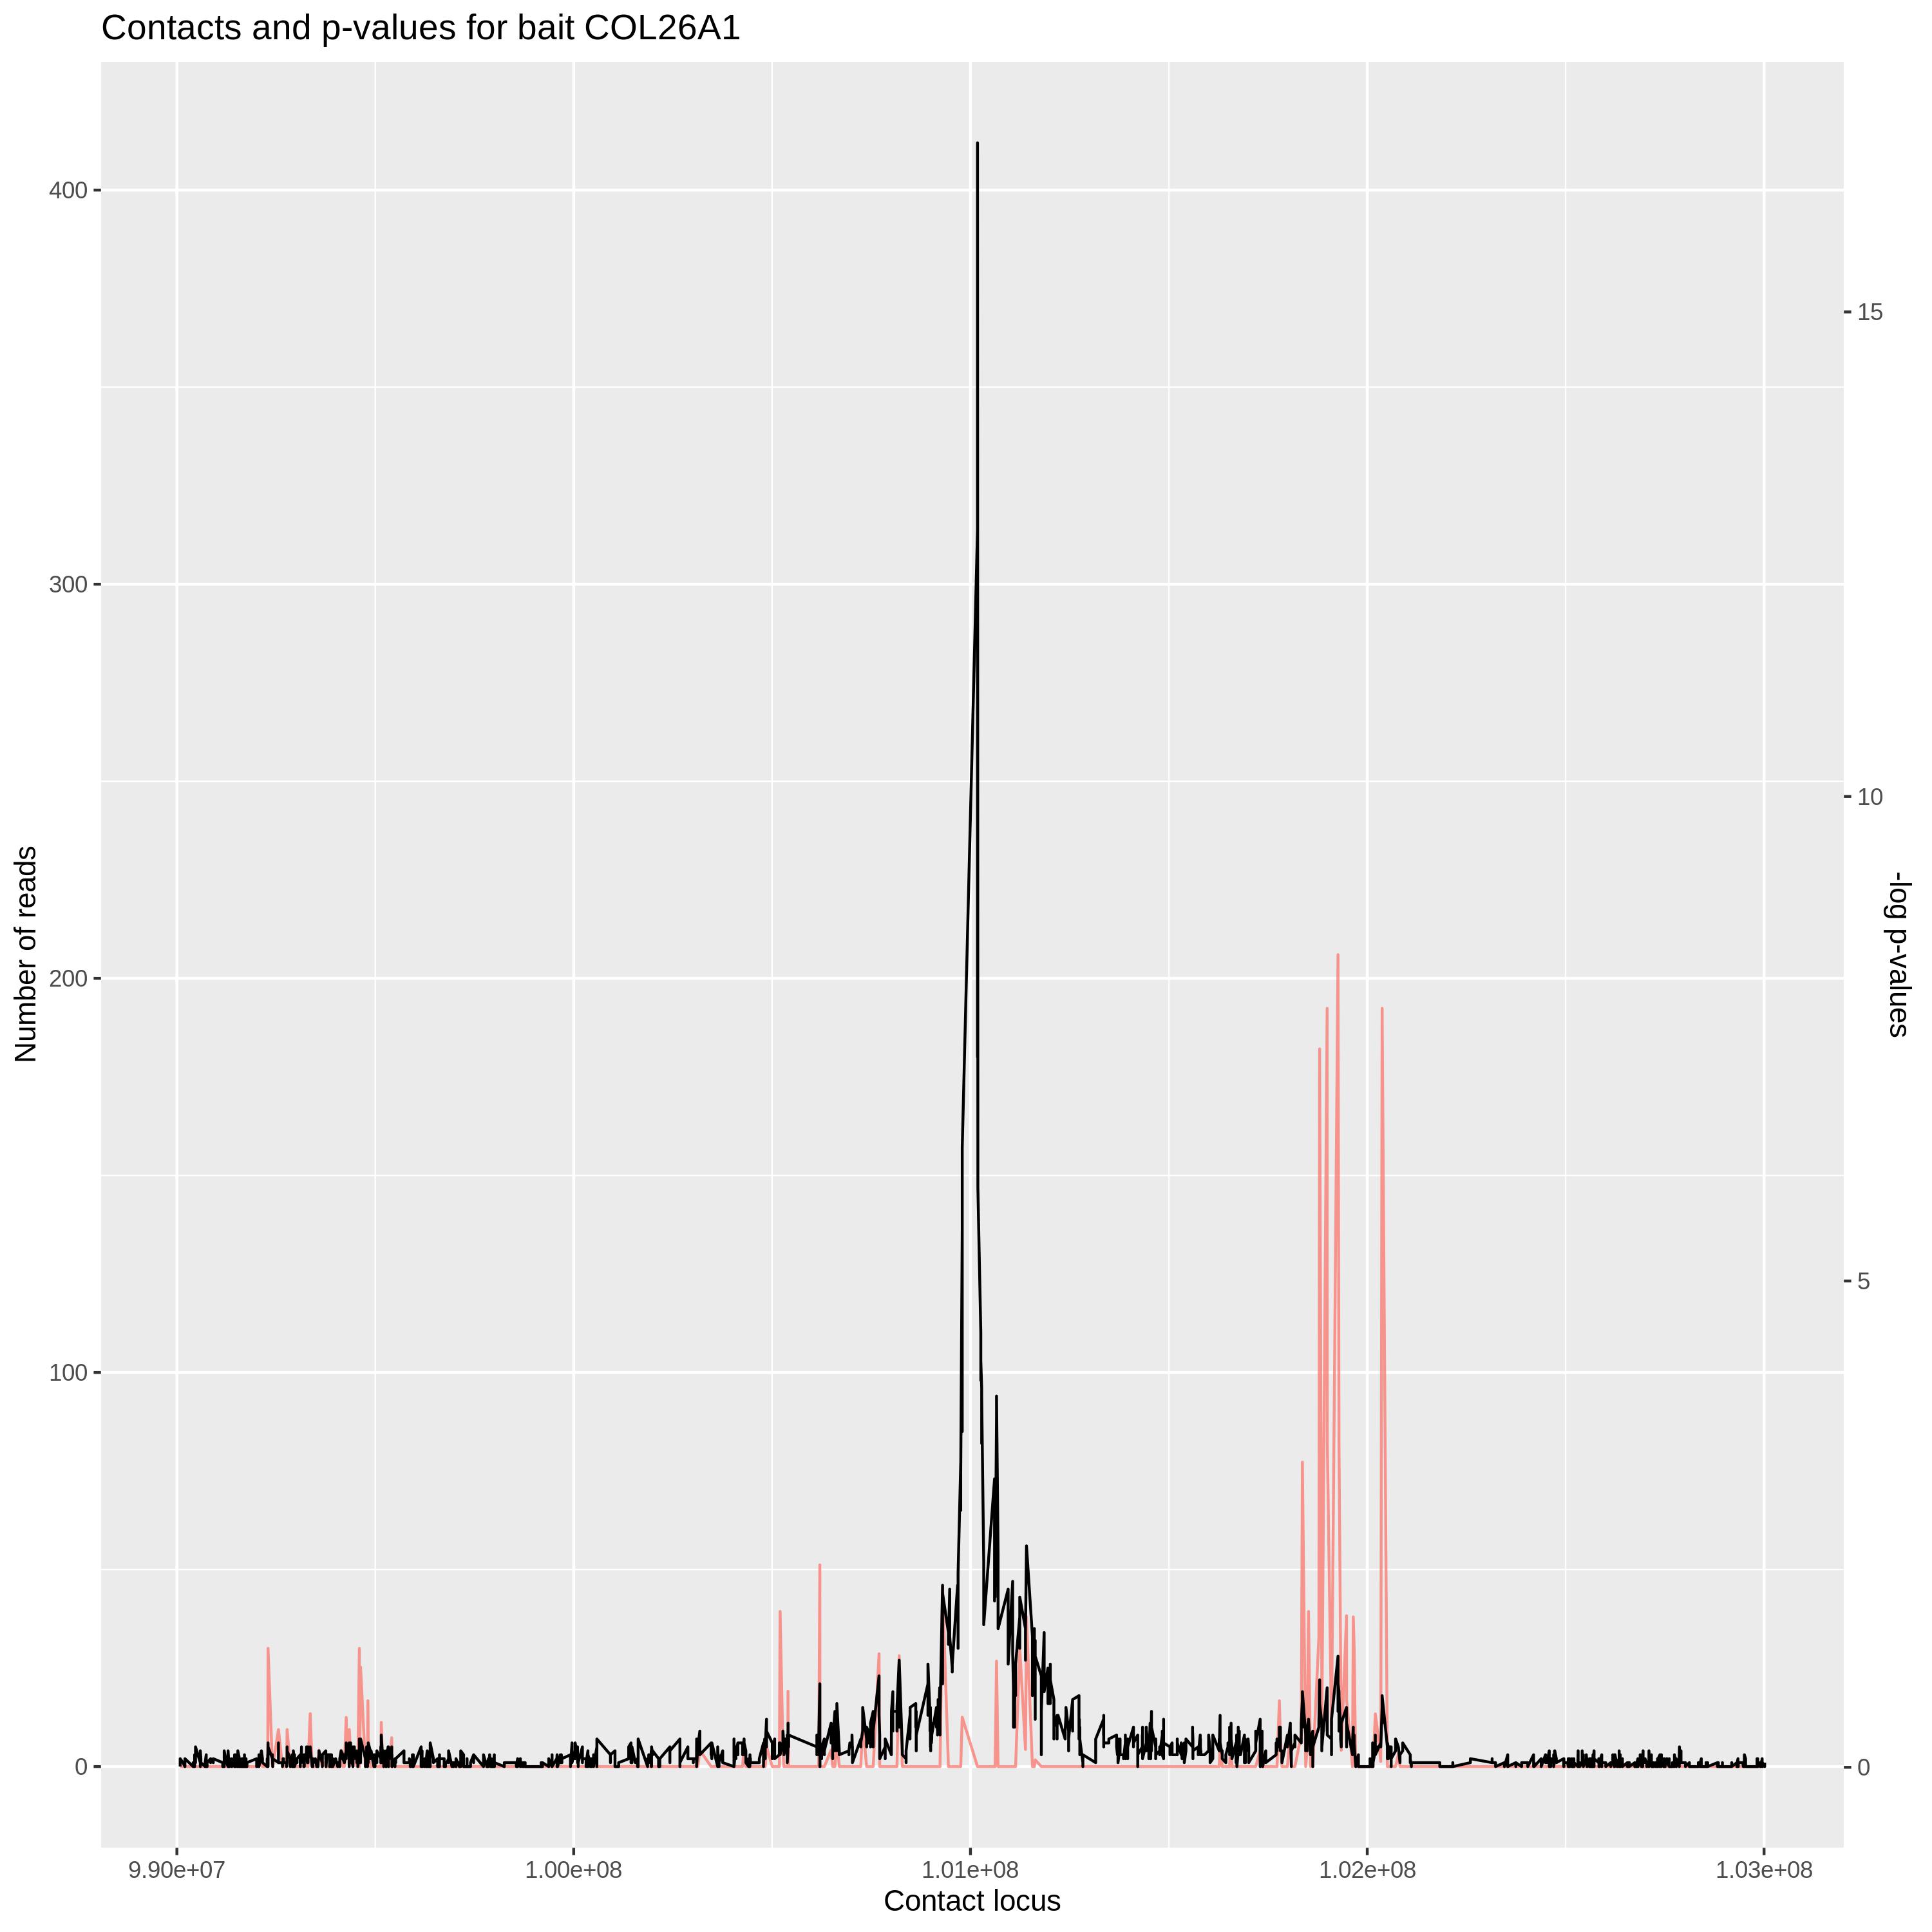 Contacts and p-values for bait COL26A1
400
300
200
100
0
Number of reads
15
10
5
0
-log p-values
9.90e+07
1.00e+08
1.01e+08
1.02e+08
1.03e+08
Contact locus